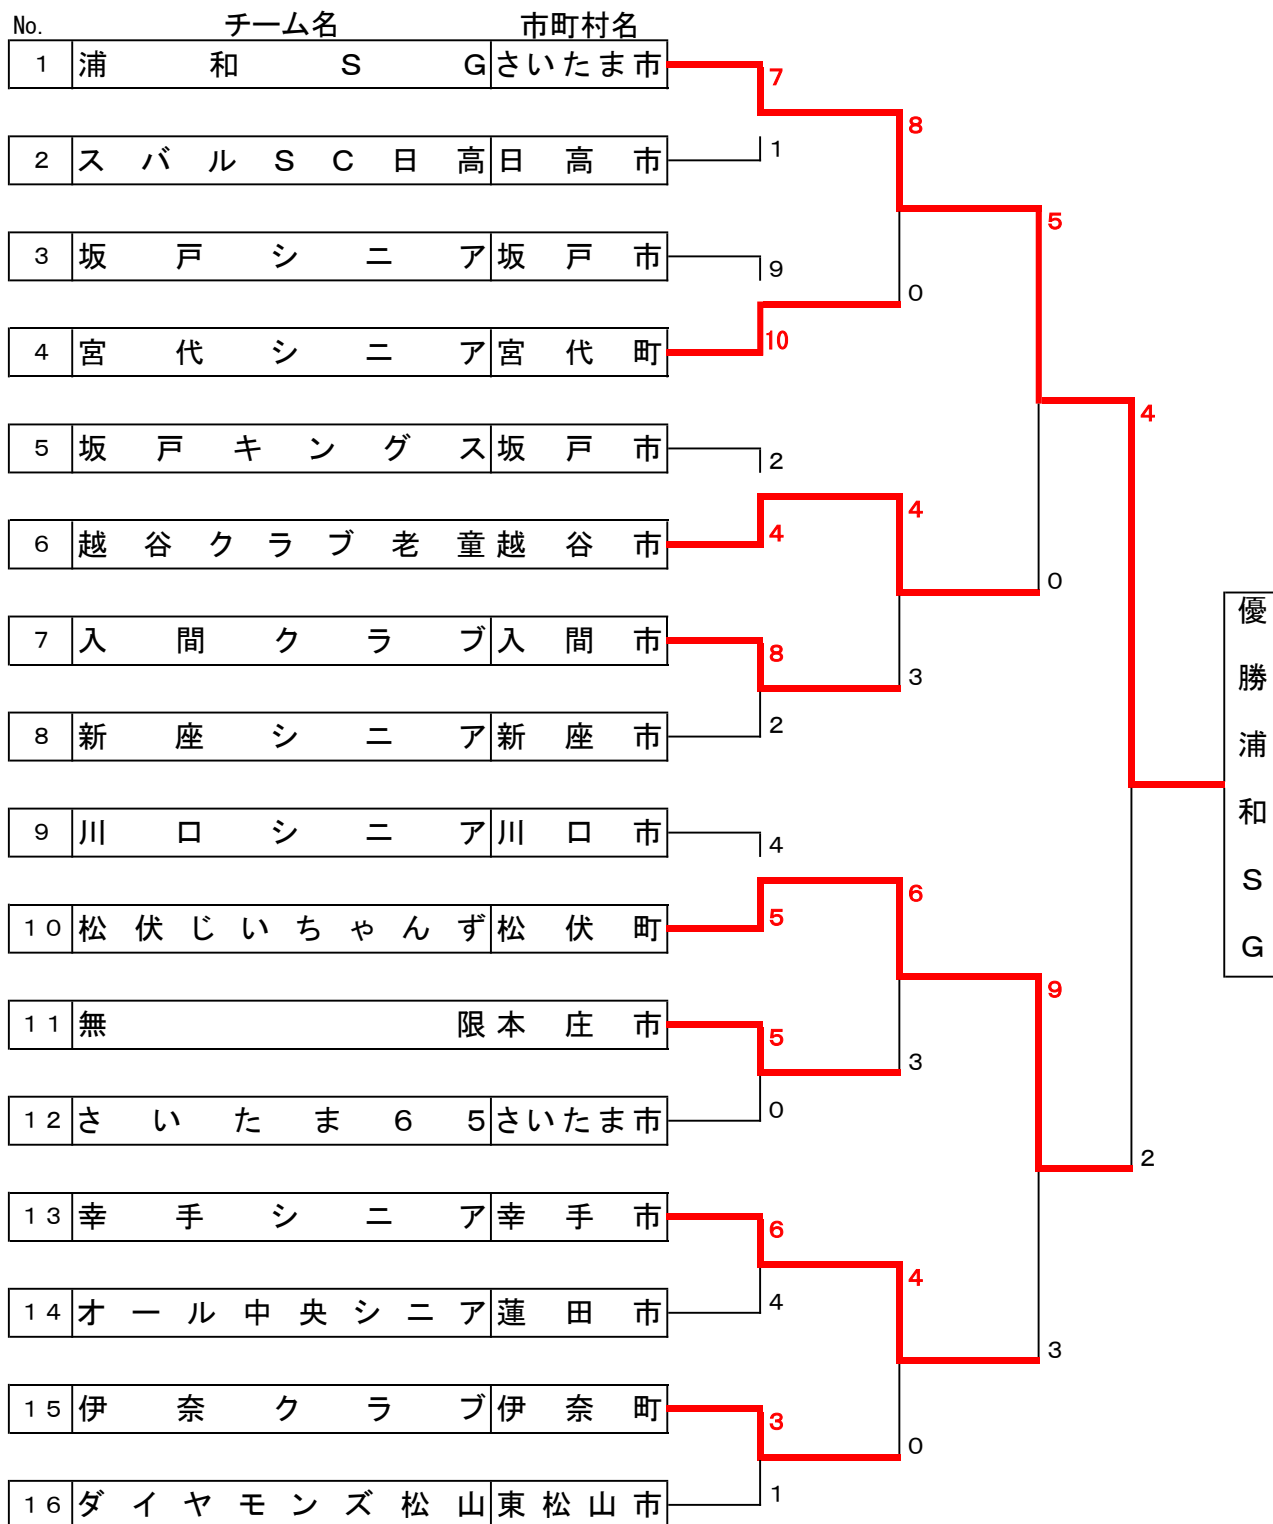 No. チーム名 市町村名
1 浦和SG さいたま市
7
8
2 スバルSC日高 日高市
1
5
3 坂戸シニア 坂戸市
9
0
4 宮代シニア 宮代町
10
4
5 坂戸キングス 坂戸市
2
4
6 越谷クラブ老童 越谷市
4
0
7 入間クラブ 入間市
8
3
8 新座シニア 新座市
2
優勝浦和SG
9 川口シニア 川口市
4
6
10 松伏じいちゃんず 松伏町
5
9
11 無限 本庄市
5
3
12 さいたま65 さいたま市
0
2
13 幸手シニア 幸手市
6
4
14 オール中央シニア 蓮田市
4
3
15 伊奈クラブ 伊奈町
3
0
16 ダイヤモンズ松山 東松山市
1